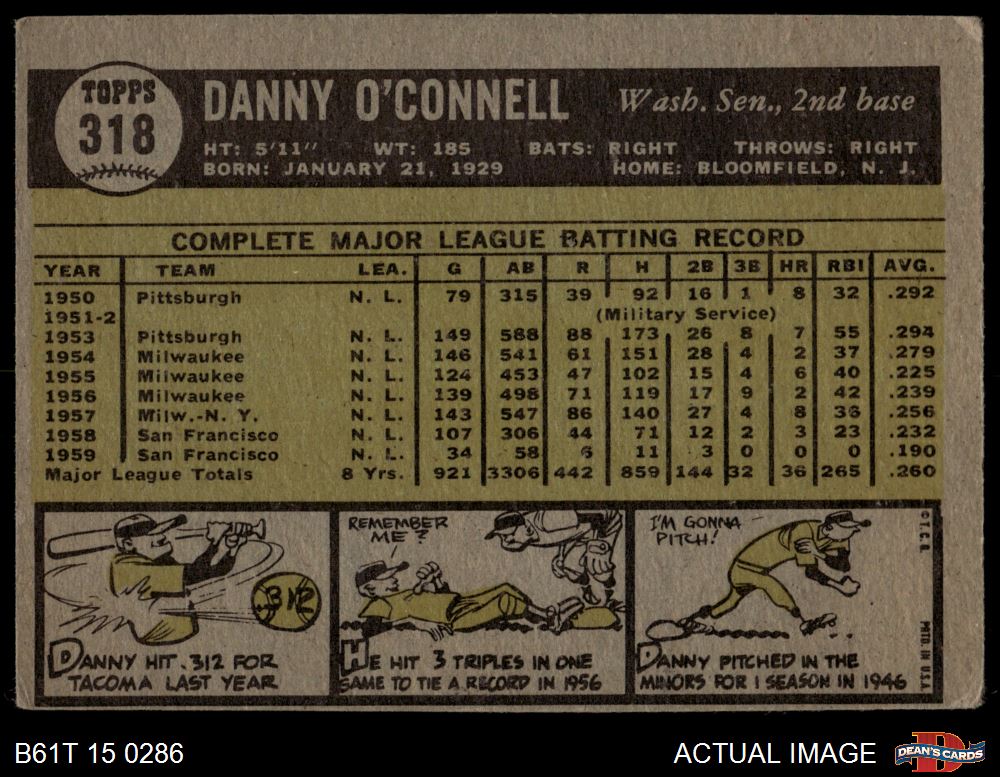 TOPPS
318
DANNY O'CONNELL Wash. Sen., 2nd base
HT: 5'11" WT: 185 BATS: RIGHT THROWS: RIGHT
BORN: JANUARY 21, 1929 HOME: BLOOMFIELD, N. J.
COMPLETE MAJOR LEAGUE BATTING RECORD
YEAR TEAM LEA. G AB R H 2B 3B HR RBI AVG.
1950 Pittsburgh N. L. 79 315 39 92 16 1 8 32 .292
1951-2 (Military Service)
1953 Pittsburgh N. L. 149 588 88 173 26 8 7 55 .294
1954 Milwaukee N. L. 146 541 61 151 28 4 2 37 .279
1955 Milwaukee N. L. 124 453 47 102 15 4 6 40 .225
1956 Milwaukee N. L. 139 498 71 119 17 9 2 42 .239
1957 Milw.-N. Y. N. L. 143 547 86 140 27 4 8 36 .256
1958 San Francisco N. L. 107 306 44 71 12 2 3 23 .232
1959 San Francisco N. L. 34 58 6 11 3 0 0 0 .190
Major League Totals 8 Yrs. 921 3306 442 859 144 32 36 265 .260
312
DANNY HIT .312 FOR
TACOMA LAST YEAR
REMEMBER
ME?
HE HIT 3 TRIPLES IN ONE
GAME TO TIE A RECORD IN 1956
I'M GONNA
PITCH!
DANNY PITCHED IN THE
MINORS FOR 1 SEASON IN 1946
© T. C. G. PRTD. IN U.S.A.
B61T 15 0286 ACTUAL IMAGE
D
DEAN'S CARDS